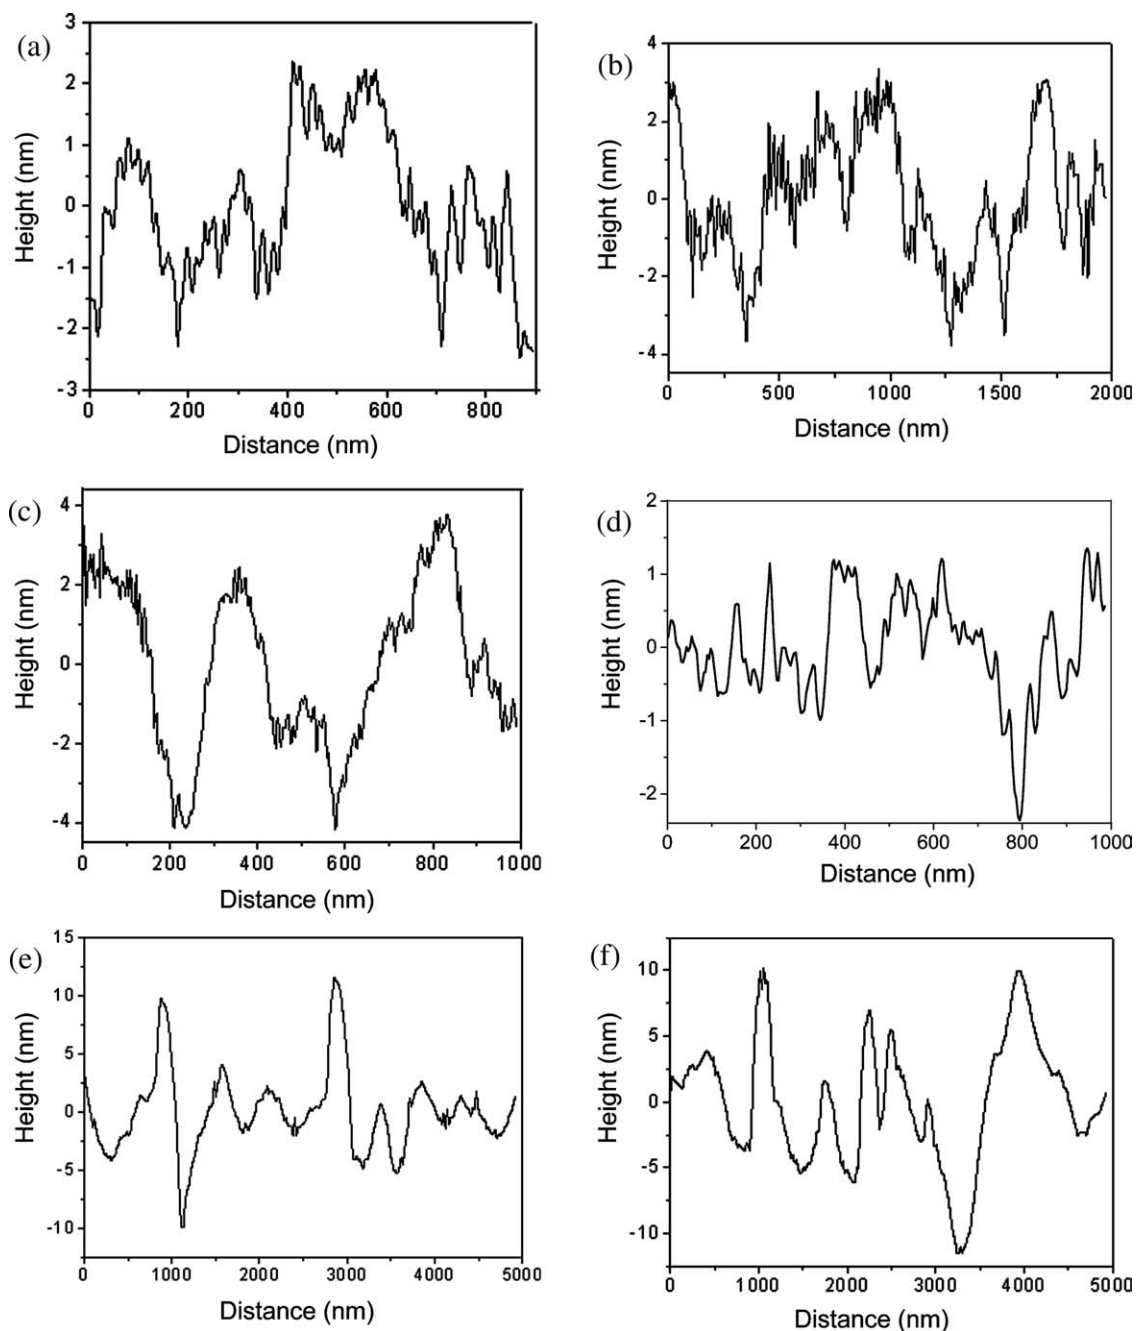 (a)
3
2
1
0
-1
-2
-3
Height (nm)
0 200 400 600 800
Distance (nm)
(b)
4
2
0
-2
-4
Height (nm)
0 500 1000 1500 2000
Distance (nm)
(c)
4
2
0
-2
-4
Height (nm)
0 200 400 600 800 1000
Distance (nm)
(d)
2
1
0
-1
-2
Height (nm)
0 200 400 600 800 1000
Distance (nm)
(e)
15
10
5
0
-5
-10
Height (nm)
0 1000 2000 3000 4000 5000
Distance (nm)
(f)
10
5
0
-5
-10
Height (nm)
0 1000 2000 3000 4000 5000
Distance (nm)